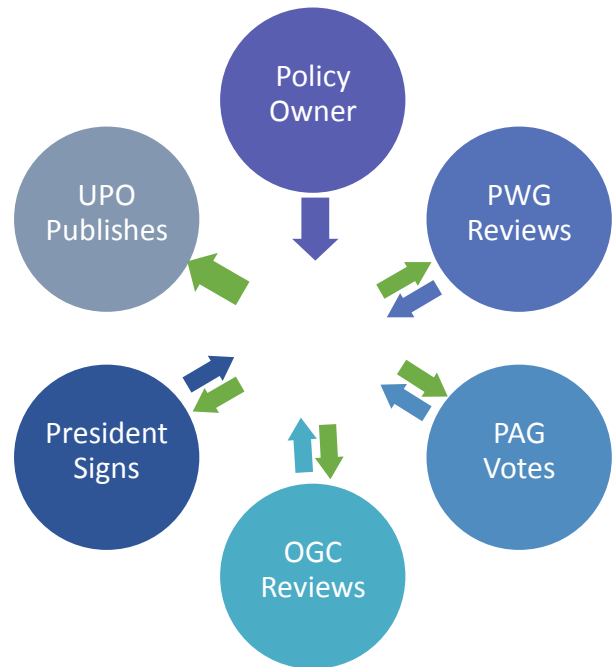 Policy
Owner
PWG
Reviews
PAG
Votes
OGC
Reviews
President
Signs
UPO
Publishes